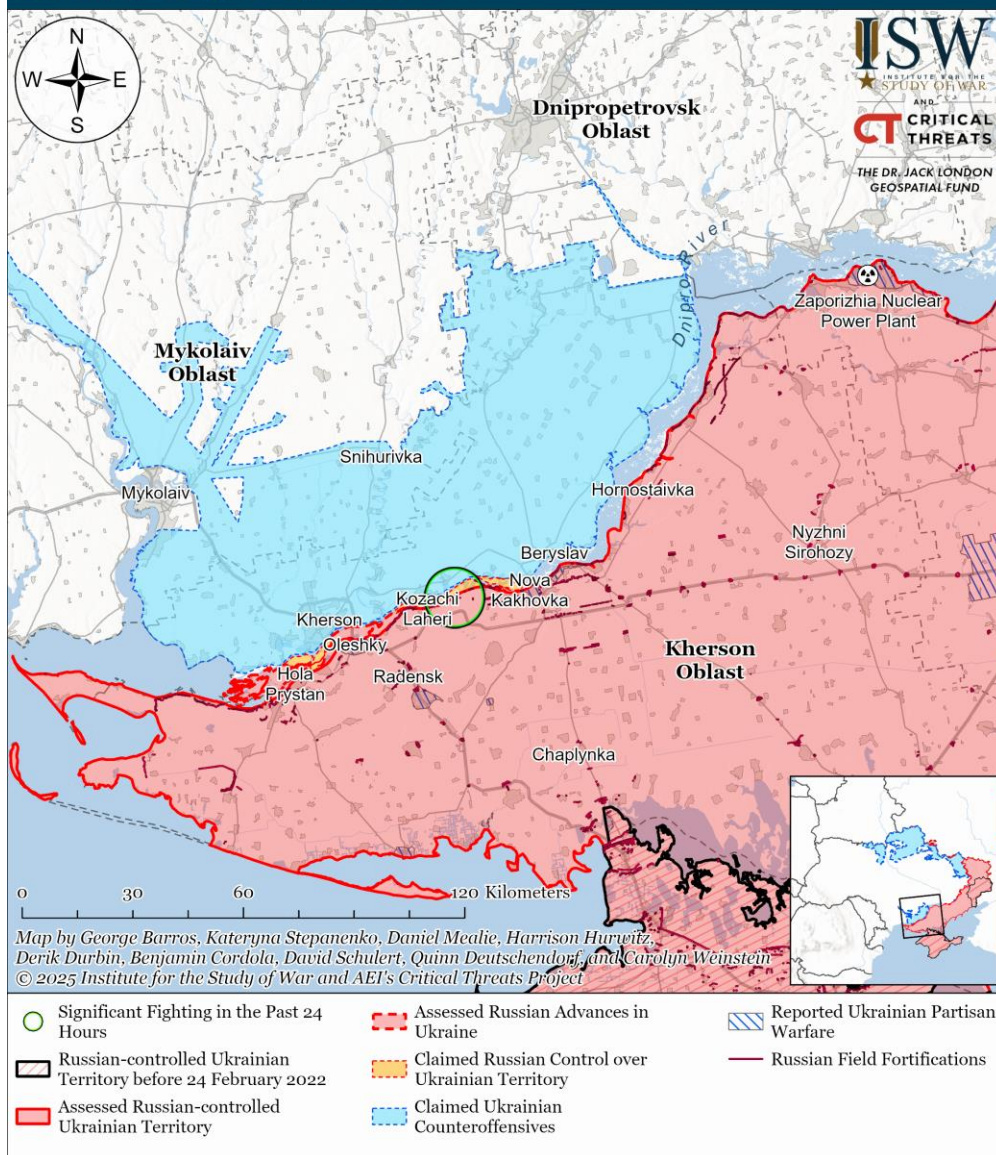 N
W E
S
ISW
INSTITUTE FOR THE
STUDY OF WAR
AND
CT CRITICAL
THREATS
THE DR. JACK LONDON
GEOSPATIAL FUND
Dnipropetrovsk
Oblast
Dnipro River
Zaporizhia Nuclear
Power Plant
Mykolaiv
Oblast
Snihurivka
Mykolaiv
Hornostaivka
Nyzhni
Sirohozy
Beryslav
Nova
Kakhovka
Kozachi
Laheri
Kherson
Oleshky
Hola
Prystan
Radensk
Kherson
Oblast
Chaplynka
0 30 60 120 Kilometers
Map by George Barros, Kateryna Stepanenko, Daniel Mealie, Harrison Hurwitz,
Derik Durbin, Benjamin Cordola, David Schulert, Quinn Deutschendorf, and Carolyn Weinstein
© 2025 Institute for the Study of War and AEI's Critical Threats Project
Significant Fighting in the Past 24
Hours
Russian-controlled Ukrainian
Territory before 24 February 2022
Assessed Russian-controlled
Ukrainian Territory
Assessed Russian Advances in
Ukraine
Claimed Russian Control over
Ukrainian Territory
Claimed Ukrainian
Counteroffensives
Reported Ukrainian Partisan
Warfare
Russian Field Fortifications